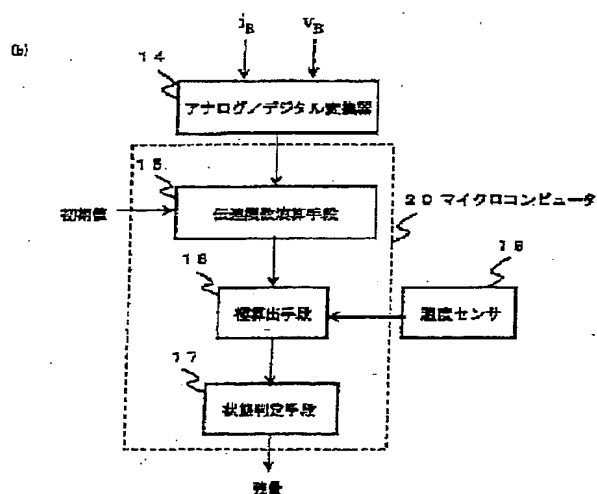 (b)
i_B
v_B
14
アナログ／デジタル変換器
15
初期値
伝達関数演算手段
20 マイクロコンピュータ
16
極算出手段
18
温度センサ
17
状態判定手段
残量